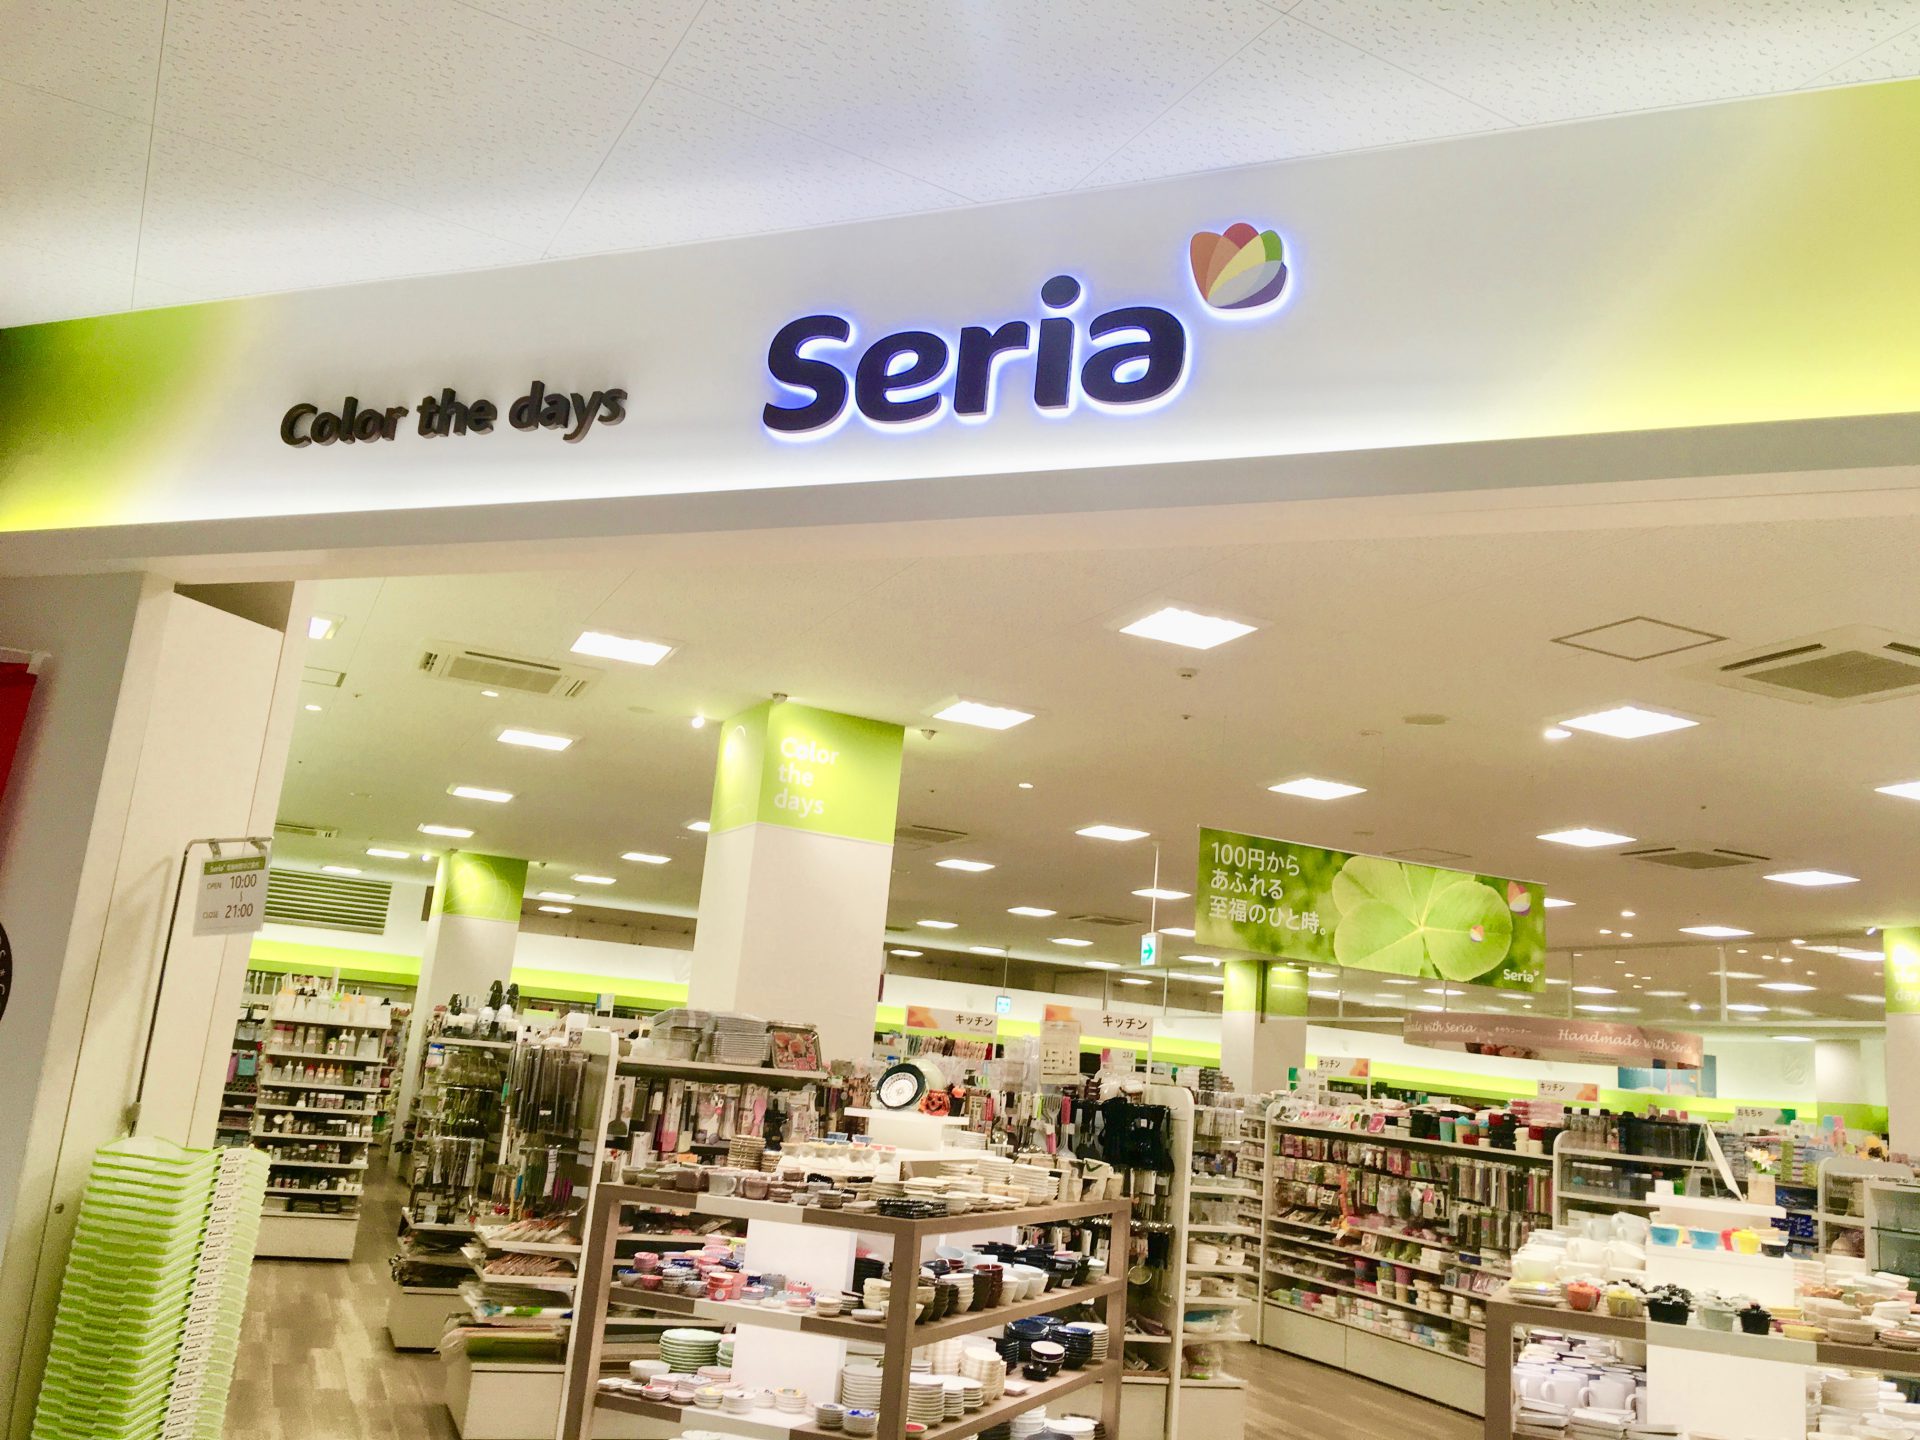 Color the days
Seria
Color
the
days
Seria
OPEN 10:00
CLOSE 21:00
100円から
あふれる
至福のひと時。
Seria
キッチン
キッチン
Handmade with Seria
キッチン
キッチン
おもちゃ